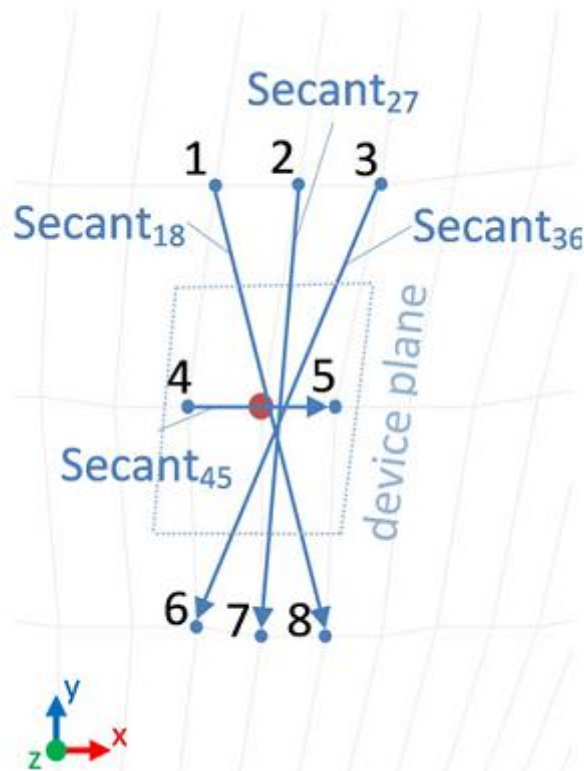 Secant27
1 2 3
Secant18
Secant36
device plane
4 5
Secant45
6 7 8
y
x
z